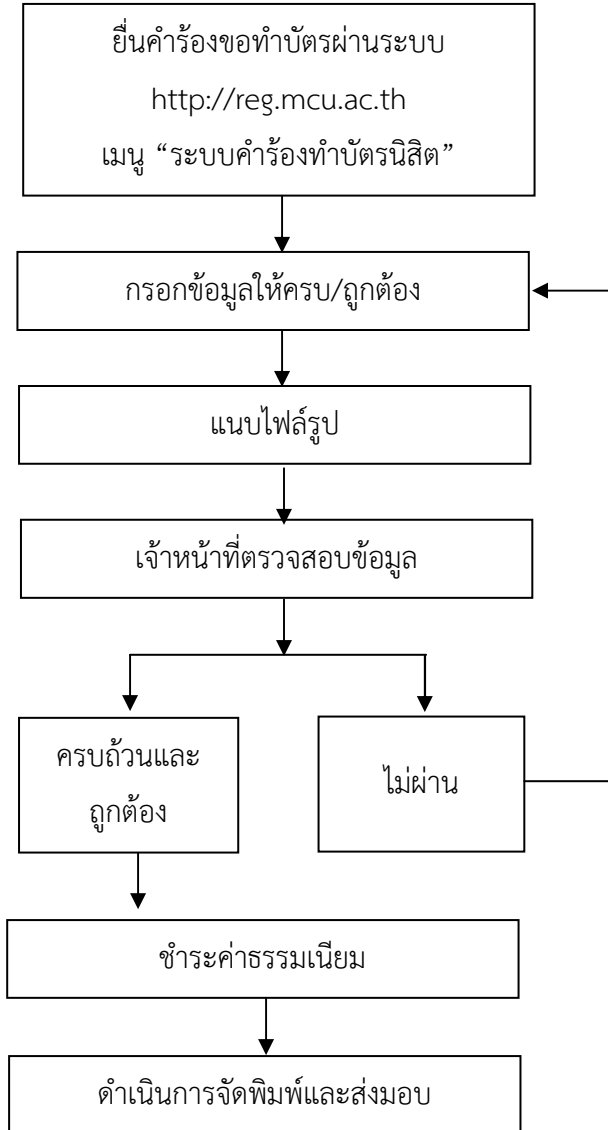 ยื่นคำร้องขอทำบัตรผ่านระบบ
http://reg.mcu.ac.th
เมนู “ระบบคำร้องทำบัตรนิสิต”
กรอกข้อมูลให้ครบ/ถูกต้อง
แนบไฟล์รูป
เจ้าหน้าที่ตรวจสอบข้อมูล
ครบถ้วนและ
ถูกต้อง
ไม่ผ่าน
ชำระค่าธรรมเนียม
ดำเนินการจัดพิมพ์และส่งมอบ